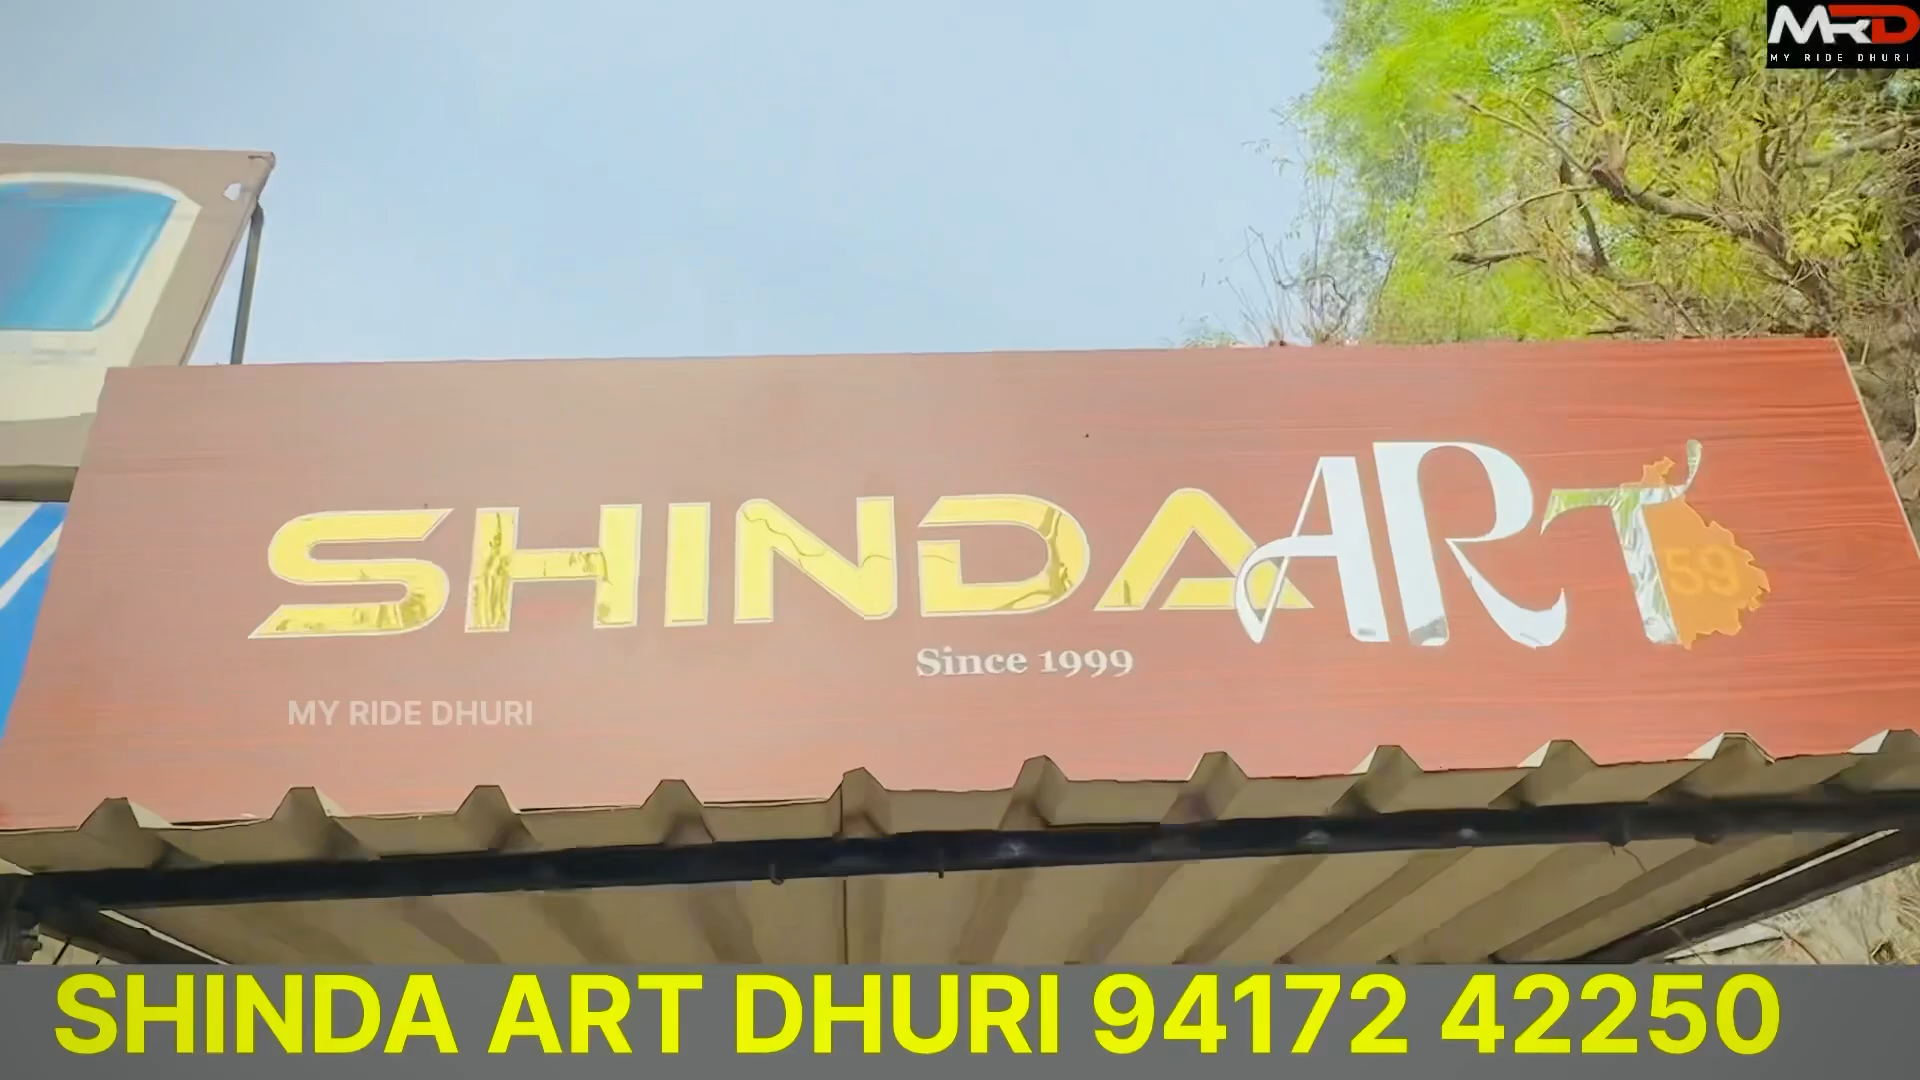 MRD
MY RIDE DHURI
SHINDA ART
59
Since 1999
MY RIDE DHURI
SHINDA ART DHURI 94172 42250